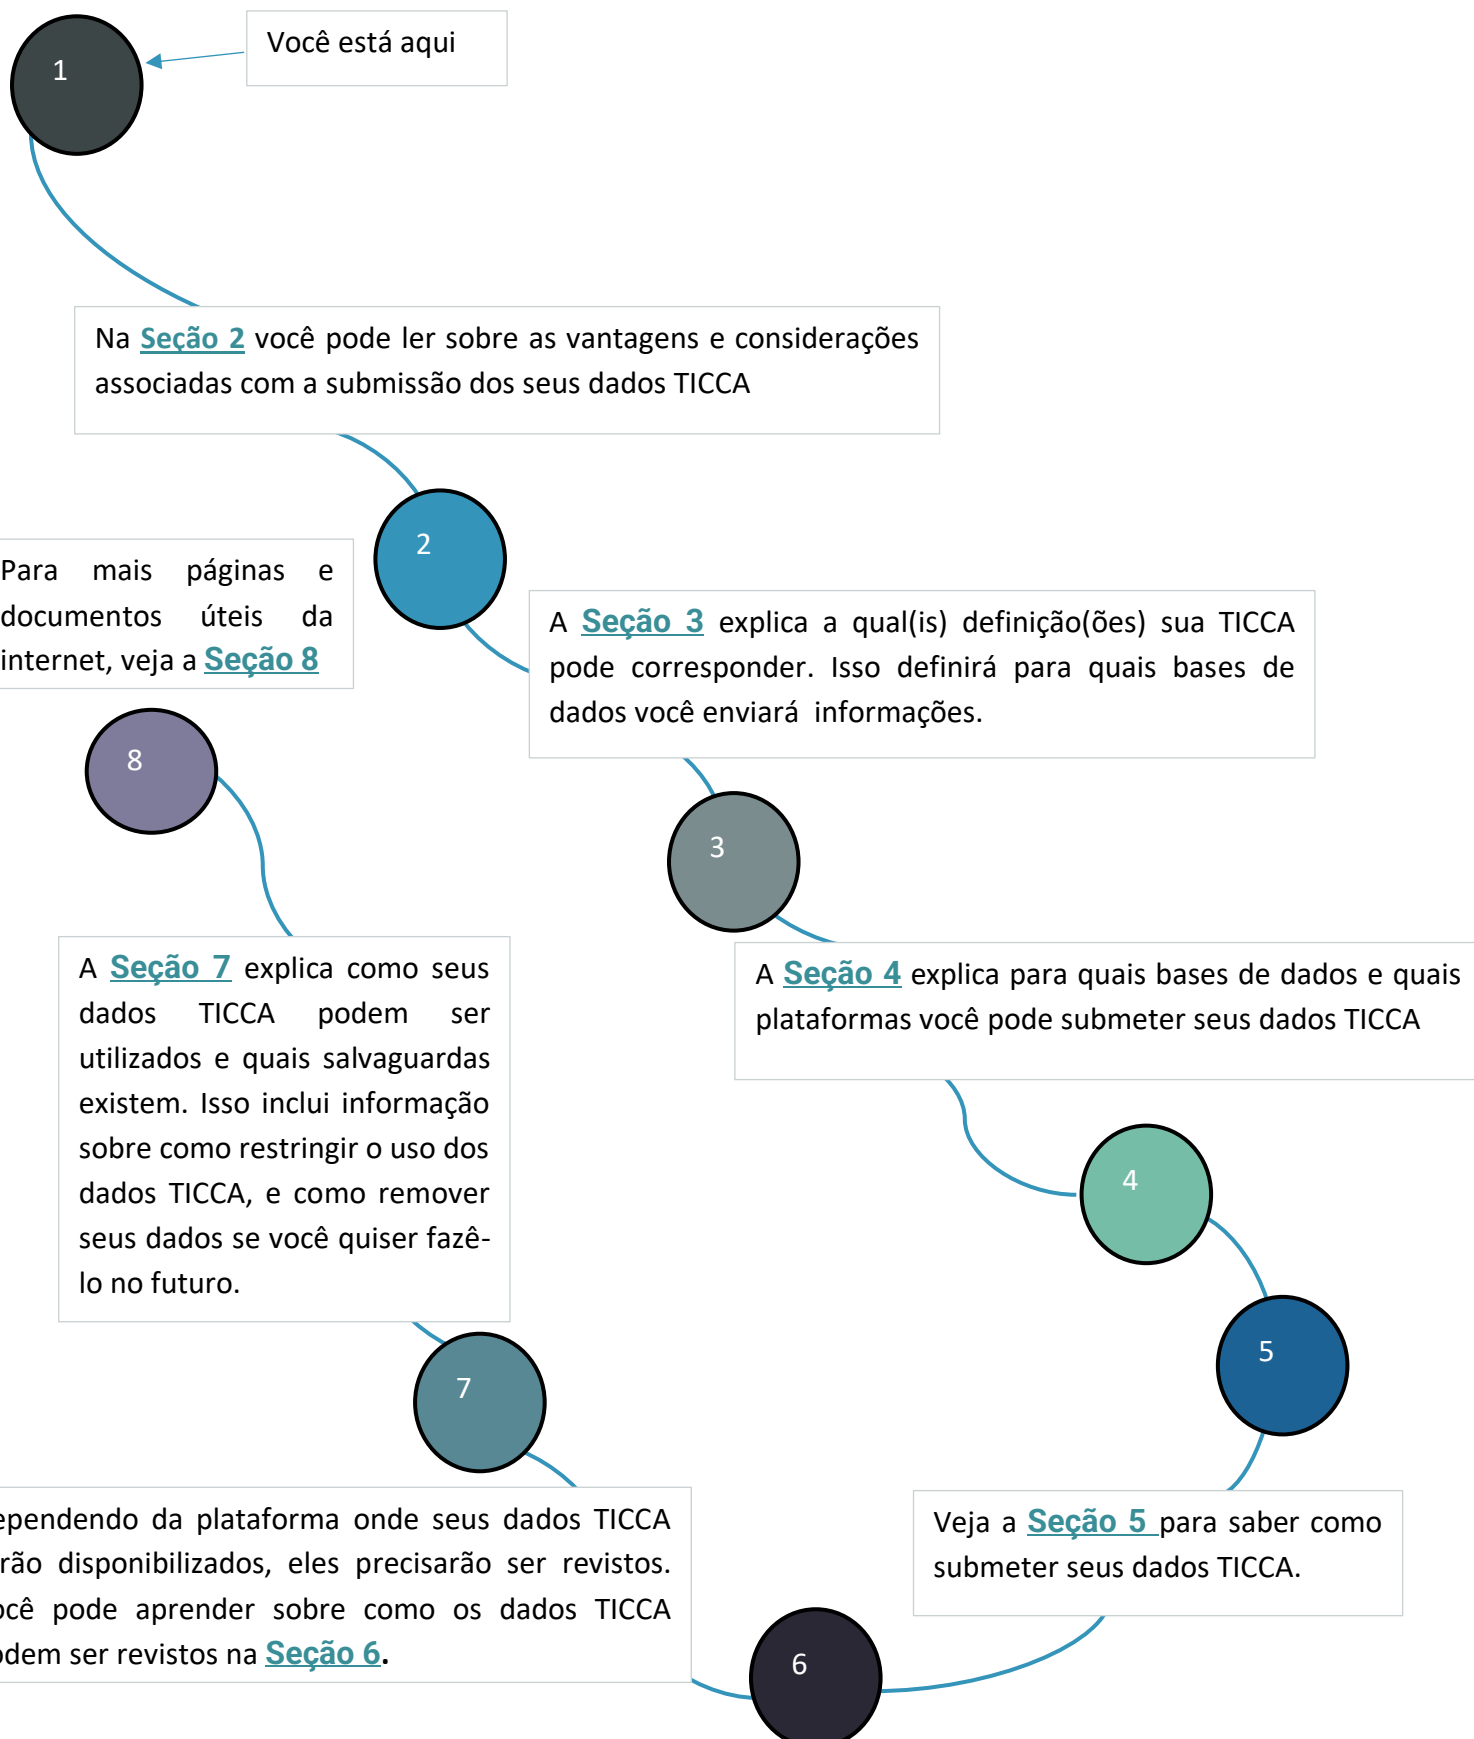 1
Você está aqui
Na Seção 2 você pode ler sobre as vantagens e considerações
associadas com a submissão dos seus dados TICCA
2
A Seção 3 explica a qual(is) definição(ões) sua TICCA
pode corresponder. Isso definirá para quais bases de
dados você enviará informações.
3
A Seção 4 explica para quais bases de dados e quais
plataformas você pode submeter seus dados TICCA
4
5
Veja a Seção 5 para saber como
submeter seus dados TICCA.
6
ependendo da plataforma onde seus dados TICCA
rão disponibilizados, eles precisarão ser revistos.
ocê pode aprender sobre como os dados TICCA
odem ser revistos na Seção 6.
7
A Seção 7 explica como seus
dados TICCA podem ser
utilizados e quais salvaguardas
existem. Isso inclui informação
sobre como restringir o uso dos
dados TICCA, e como remover
seus dados se você quiser fazê-
lo no futuro.
8
Para mais páginas e
documentos úteis da
internet, veja a Seção 8